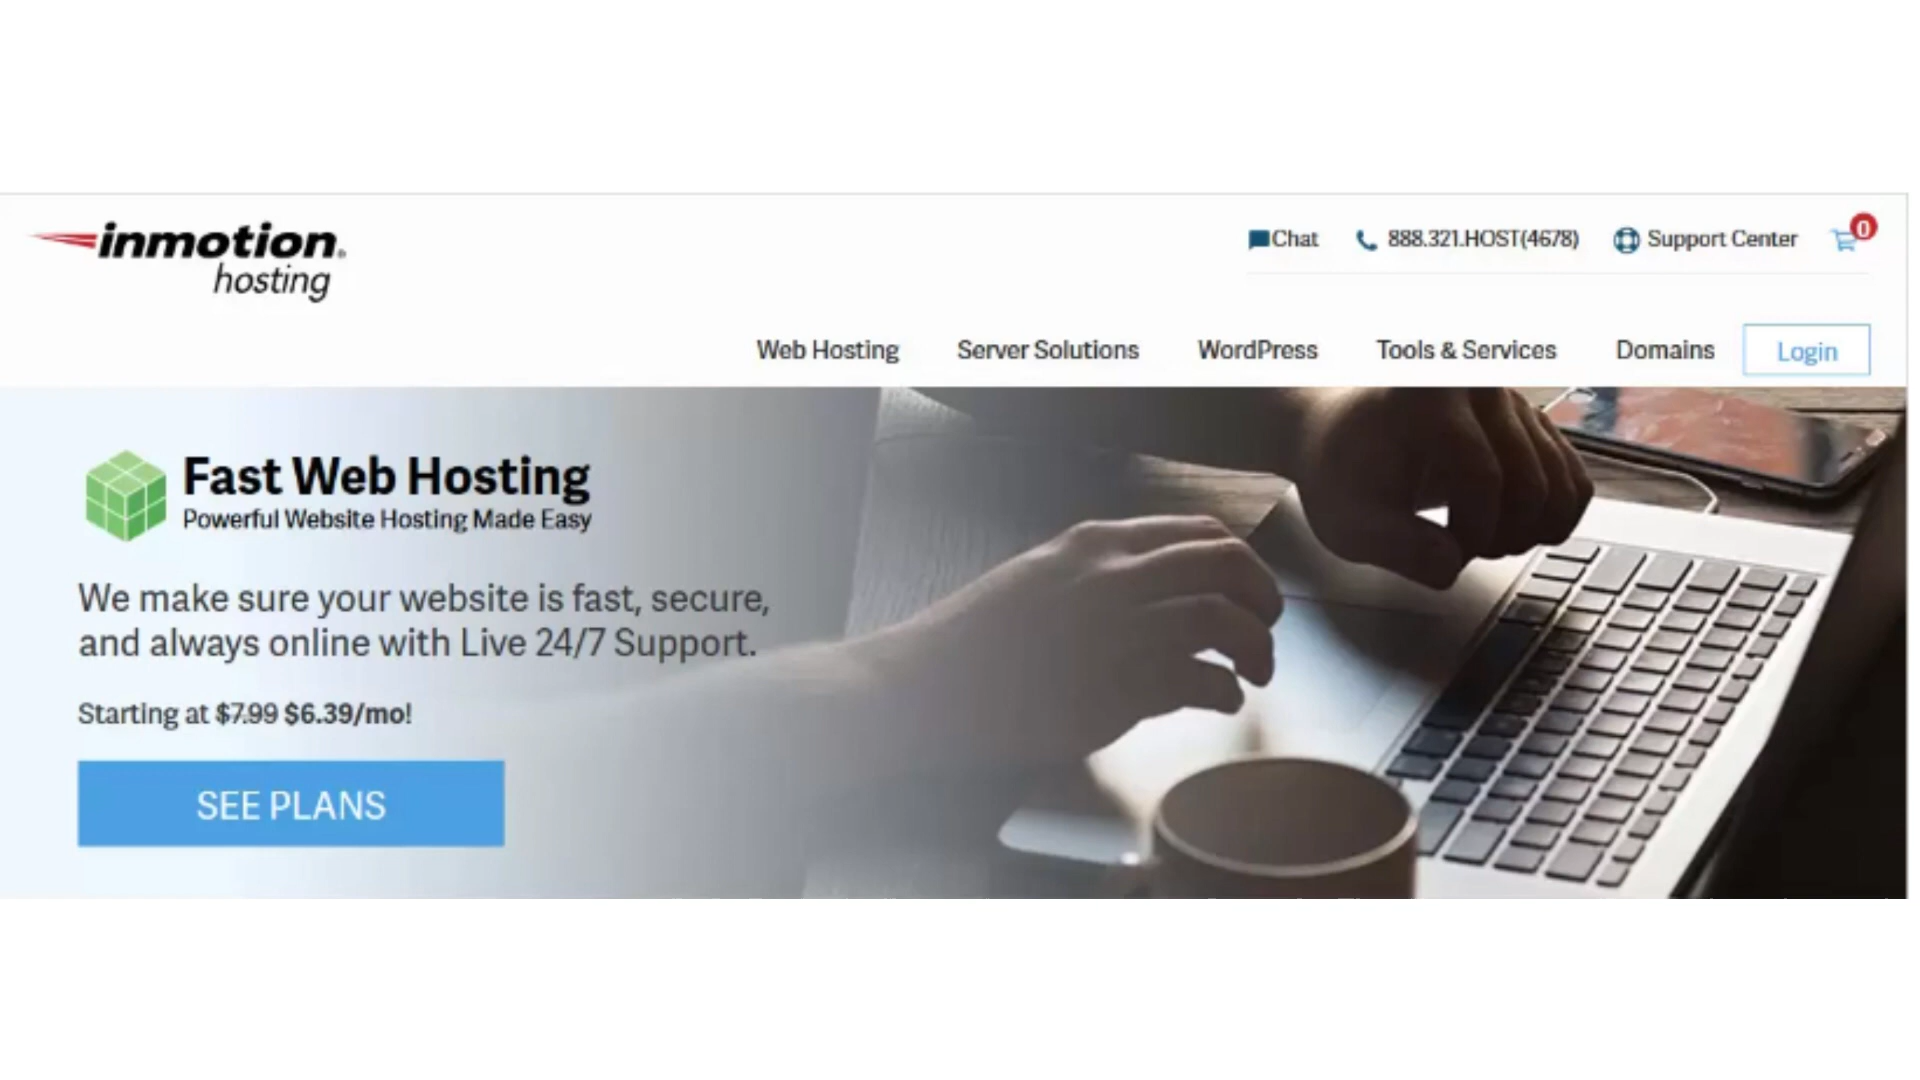 inmotion
hosting
Chat
888.321.HOST(4678)
Support Center
0
Web Hosting
Server Solutions
WordPress
Tools & Services
Domains
Login
Fast Web Hosting
Powerful Website Hosting Made Easy
We make sure your website is fast, secure,
and always online with Live 24/7 Support.
Starting at $7.99 $6.39/mo!
SEE PLANS